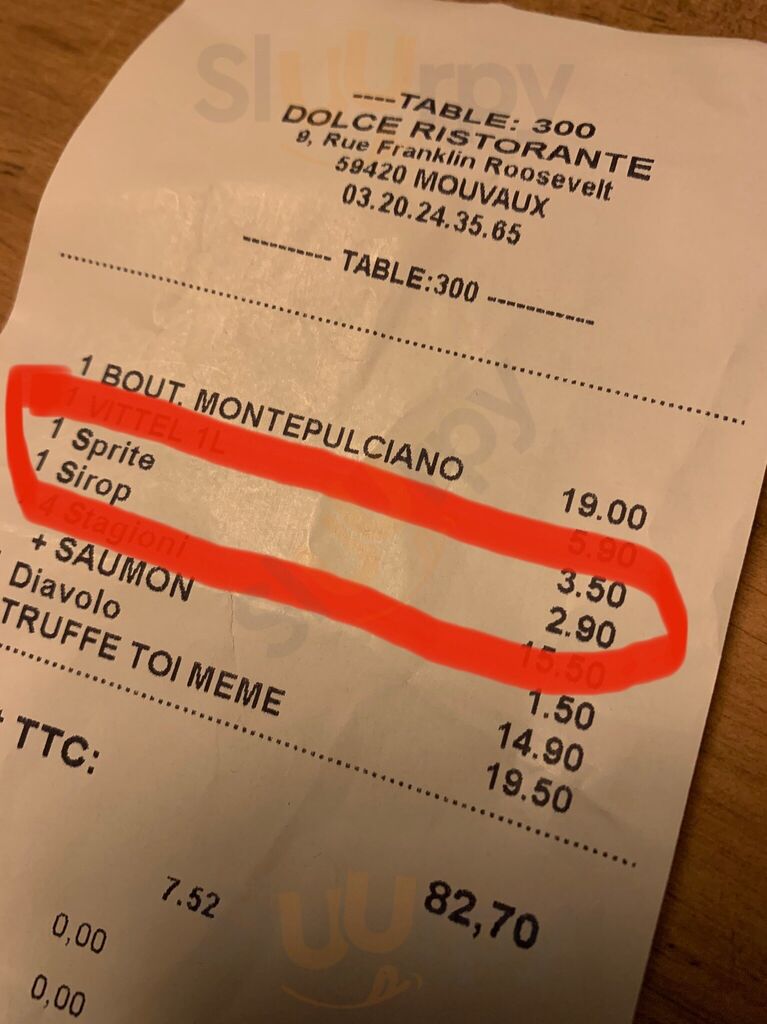 Sluurpy
----TABLE: 300
DOLCE RISTORANTE
9, Rue Franklin Roosevelt
59420 MOUVAUX
03.20.24.35.65
---------- TABLE:300 ------------
1 BOUT. MONTEPULCIANO 19.00
1 VITTEL 1L 5.90
1 Sprite 3.50
1 Sirop 2.90
4 Stagioni 15.50
+ SAUMON 1.50
Diavolo 14.90
TRUFFE TOI MEME 19.50
TTC: 82,70
7.52
0,00
0,00